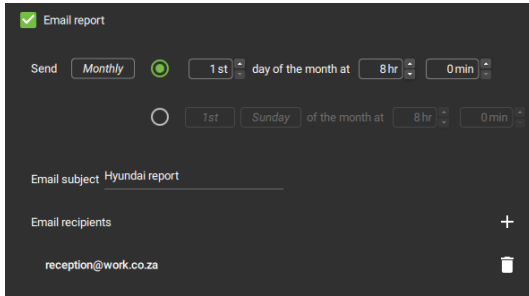 Email report
Send Monthly 1 st day of the month at 8 hr 0 min
1st Sunday of the month at 8 hr 0 min
Email subject Hyundai report
Email recipients
reception@work.co.za